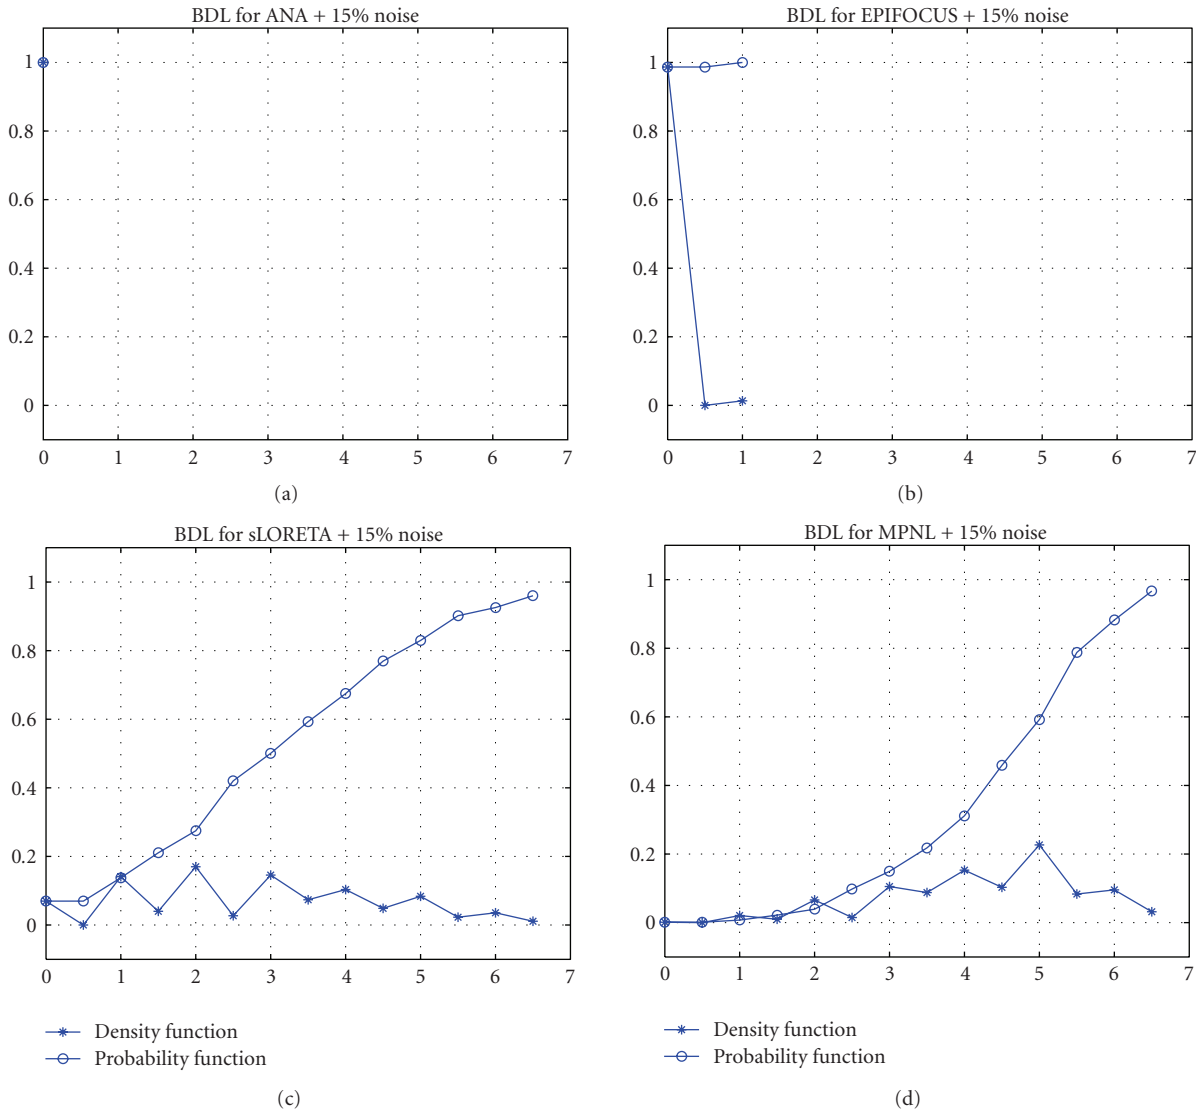 BDL for ANA + 15% noise
1
0.8
0.6
0.4
0.2
0
0 1 2 3 4 5 6 7
(a)
BDL for EPIFOCUS + 15% noise
1
0.8
0.6
0.4
0.2
0
0 1 2 3 4 5 6 7
(b)
BDL for sLORETA + 15% noise
1
0.8
0.6
0.4
0.2
0
0 1 2 3 4 5 6 7
Density function
Probability function
(c)
BDL for MPNL + 15% noise
1
0.8
0.6
0.4
0.2
0
0 1 2 3 4 5 6 7
Density function
Probability function
(d)